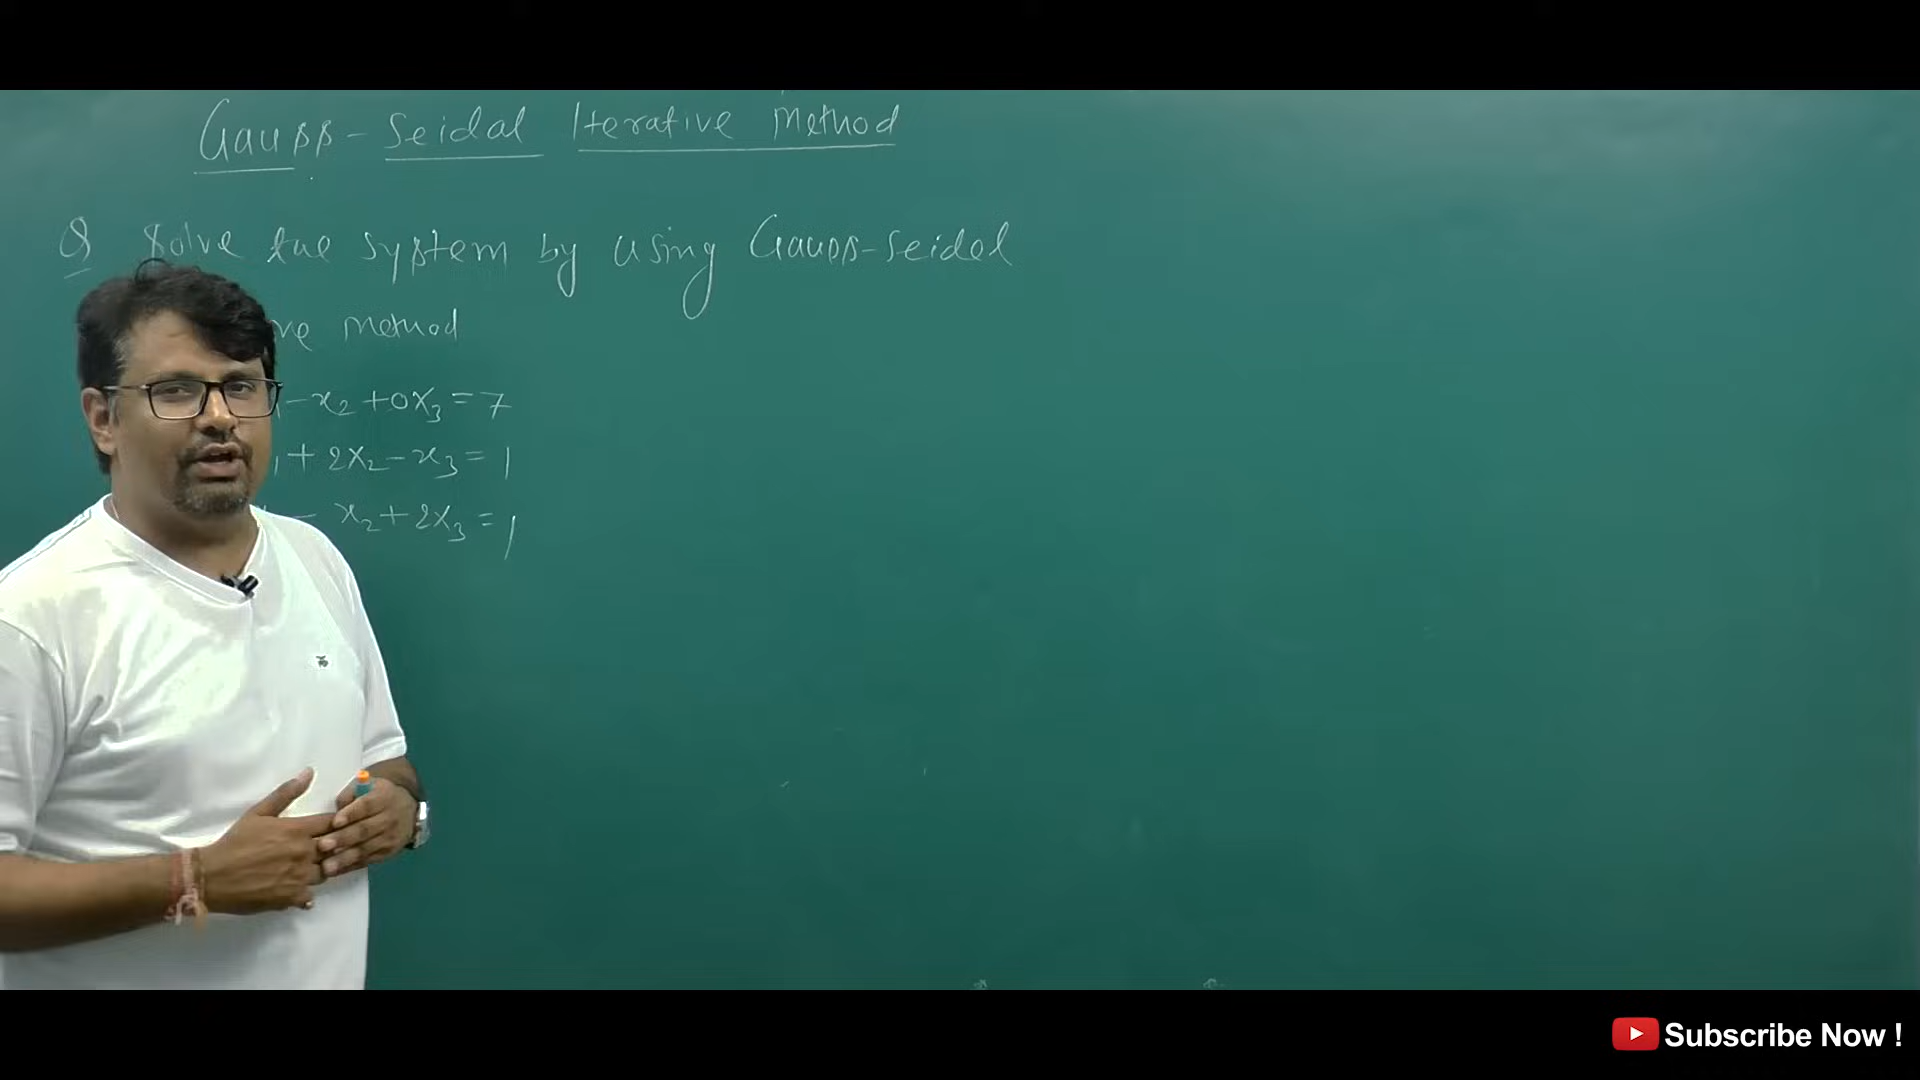 Gauss-Seidal Iterative Method
Q Solve the system by using Gauss-Seidel
method
-x₂+0x₃=7
₁+2x₂-x₃=1
- x₂+2x₃=1
Subscribe Now !